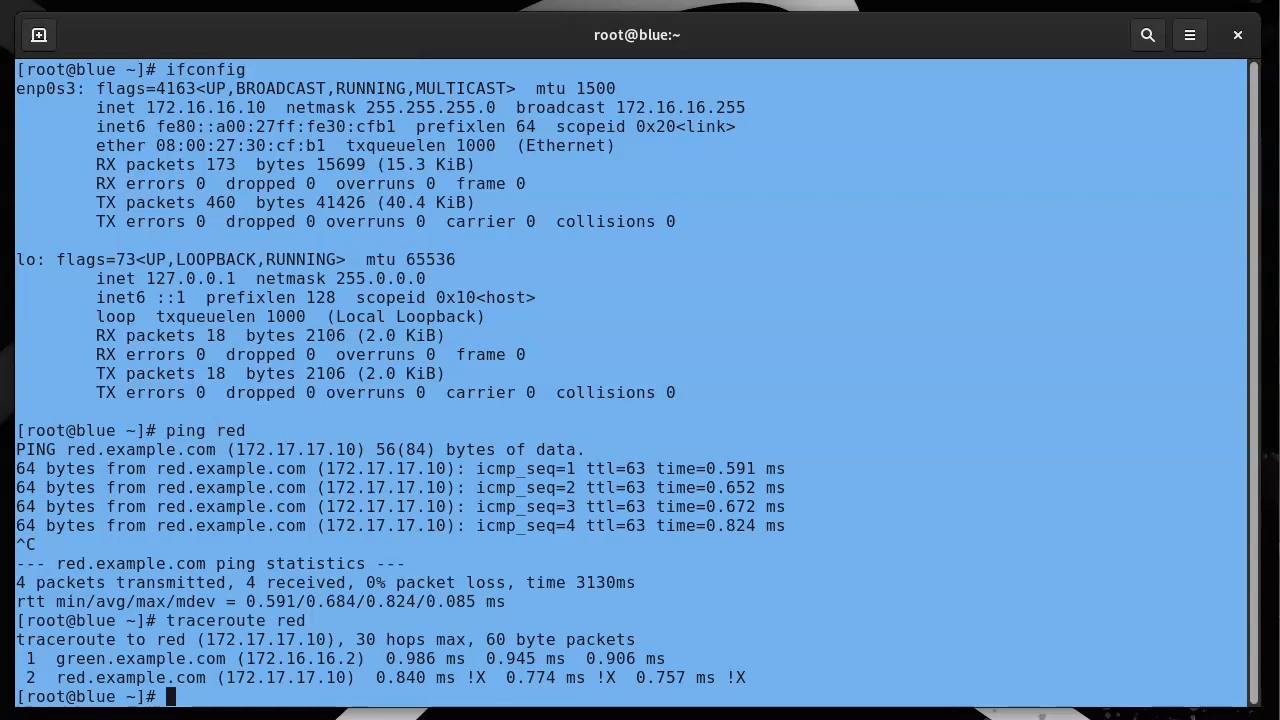 root@blue:~
[root@blue ~]# ifconfig
enp0s3: flags=4163<UP,BROADCAST,RUNNING,MULTICAST>  mtu 1500
        inet 172.16.16.10  netmask 255.255.255.0  broadcast 172.16.16.255
        inet6 fe80::a00:27ff:fe30:cfb1  prefixlen 64  scopeid 0x20<link>
        ether 08:00:27:30:cf:b1  txqueuelen 1000  (Ethernet)
        RX packets 173  bytes 15699 (15.3 KiB)
        RX errors 0  dropped 0  overruns 0  frame 0
        TX packets 460  bytes 41426 (40.4 KiB)
        TX errors 0  dropped 0 overruns 0  carrier 0  collisions 0

lo: flags=73<UP,LOOPBACK,RUNNING>  mtu 65536
        inet 127.0.0.1  netmask 255.0.0.0
        inet6 ::1  prefixlen 128  scopeid 0x10<host>
        loop  txqueuelen 1000  (Local Loopback)
        RX packets 18  bytes 2106 (2.0 KiB)
        RX errors 0  dropped 0  overruns 0  frame 0
        TX packets 18  bytes 2106 (2.0 KiB)
        TX errors 0  dropped 0 overruns 0  carrier 0  collisions 0

[root@blue ~]# ping red
PING red.example.com (172.17.17.10) 56(84) bytes of data.
64 bytes from red.example.com (172.17.17.10): icmp_seq=1 ttl=63 time=0.591 ms
64 bytes from red.example.com (172.17.17.10): icmp_seq=2 ttl=63 time=0.652 ms
64 bytes from red.example.com (172.17.17.10): icmp_seq=3 ttl=63 time=0.672 ms
64 bytes from red.example.com (172.17.17.10): icmp_seq=4 ttl=63 time=0.824 ms
^C
--- red.example.com ping statistics ---
4 packets transmitted, 4 received, 0% packet loss, time 3130ms
rtt min/avg/max/mdev = 0.591/0.684/0.824/0.085 ms
[root@blue ~]# traceroute red
traceroute to red (172.17.17.10), 30 hops max, 60 byte packets
 1  green.example.com (172.16.16.2)  0.986 ms  0.945 ms  0.906 ms
 2  red.example.com (172.17.17.10)  0.840 ms !X  0.774 ms !X  0.757 ms !X
[root@blue ~]#